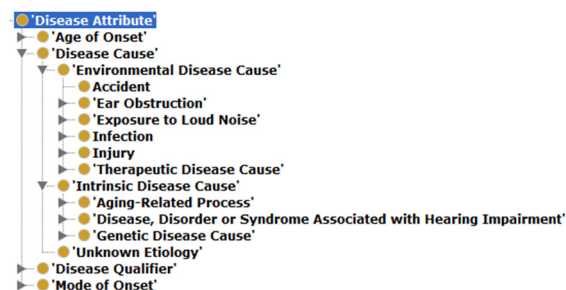 'Disease Attribute'
'Age of Onset'
'Disease Cause'
'Environmental Disease Cause'
Accident
'Ear Obstruction'
'Exposure to Loud Noise'
Infection
Injury
'Therapeutic Disease Cause'
'Intrinsic Disease Cause'
'Aging-Related Process'
'Disease, Disorder or Syndrome Associated with Hearing Impairment'
'Genetic Disease Cause'
'Unknown Etiology'
'Disease Qualifier'
'Mode of Onset'